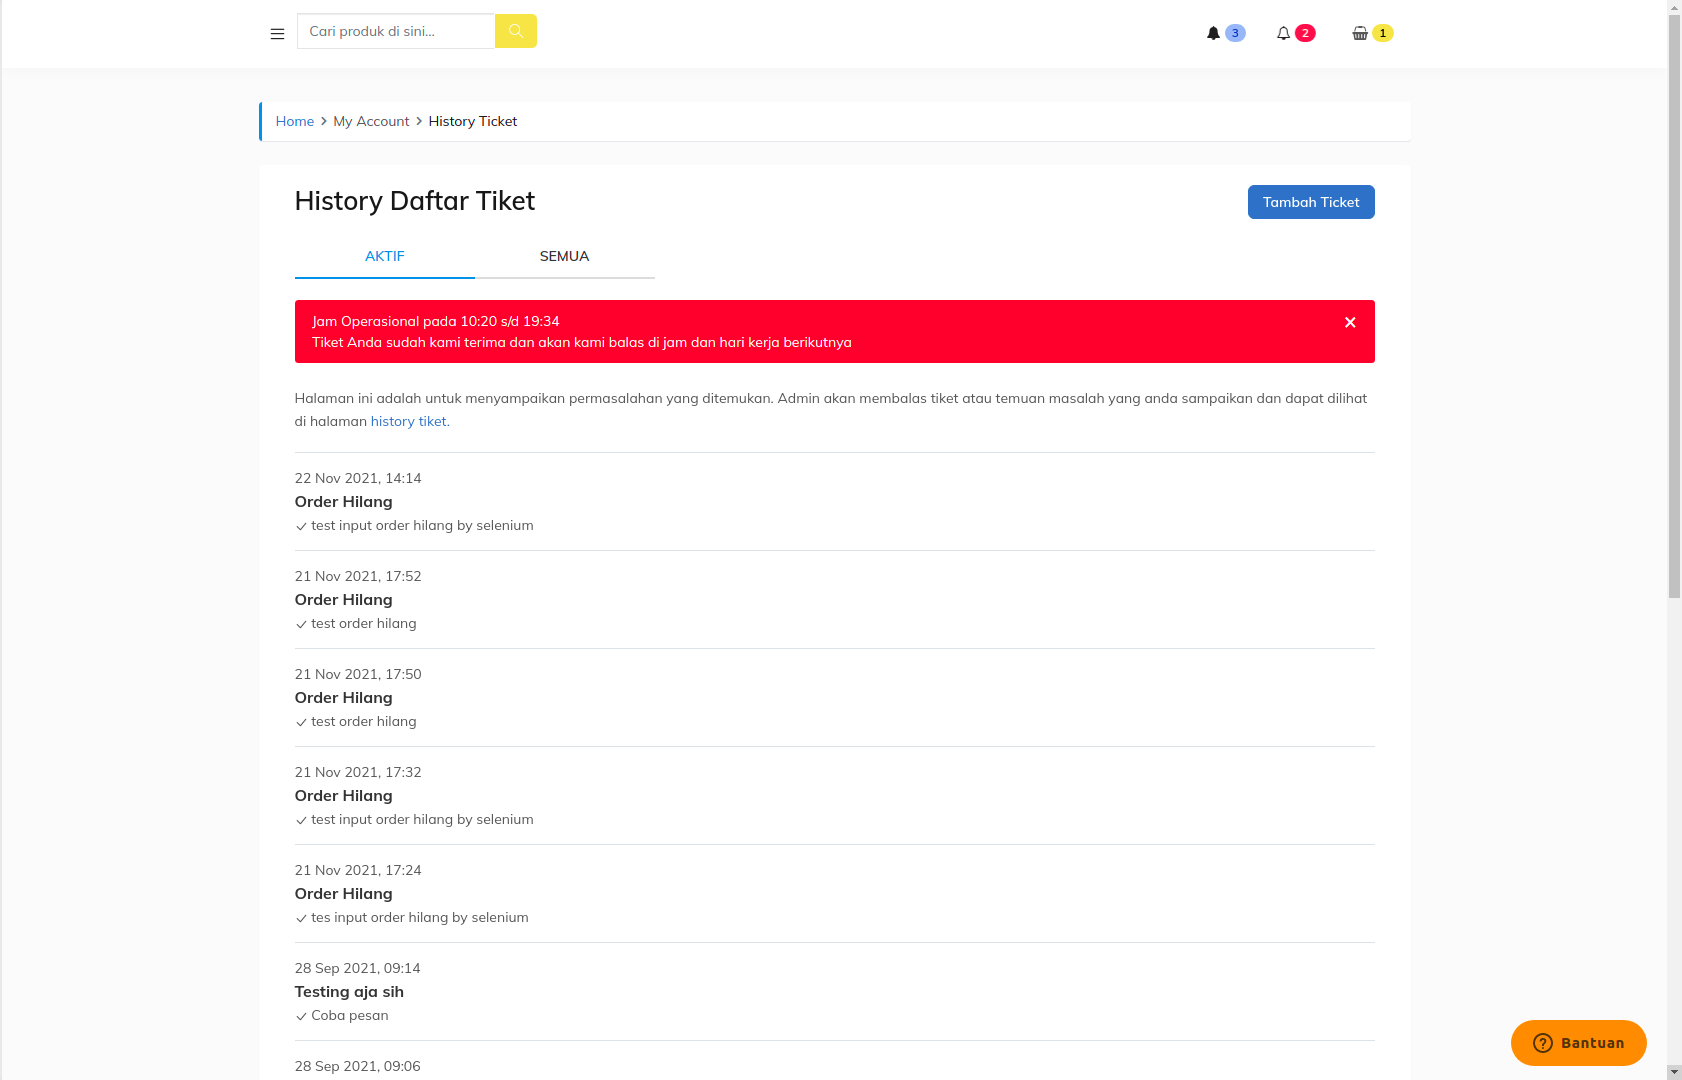 Cari produk di sini...
3
2
1
Home > My Account > History Ticket
History Daftar Tiket
Tambah Ticket
AKTIF
SEMUA
Jam Operasional pada 10:20 s/d 19:34
Tiket Anda sudah kami terima dan akan kami balas di jam dan hari kerja berikutnya
Halaman ini adalah untuk menyampaikan permasalahan yang ditemukan. Admin akan membalas tiket atau temuan masalah yang anda sampaikan dan dapat dilihat
di halaman history tiket.
22 Nov 2021, 14:14
Order Hilang
test input order hilang by selenium
21 Nov 2021, 17:52
Order Hilang
test order hilang
21 Nov 2021, 17:50
Order Hilang
test order hilang
21 Nov 2021, 17:32
Order Hilang
test input order hilang by selenium
21 Nov 2021, 17:24
Order Hilang
tes input order hilang by selenium
28 Sep 2021, 09:14
Testing aja sih
Coba pesan
28 Sep 2021, 09:06
Bantuan